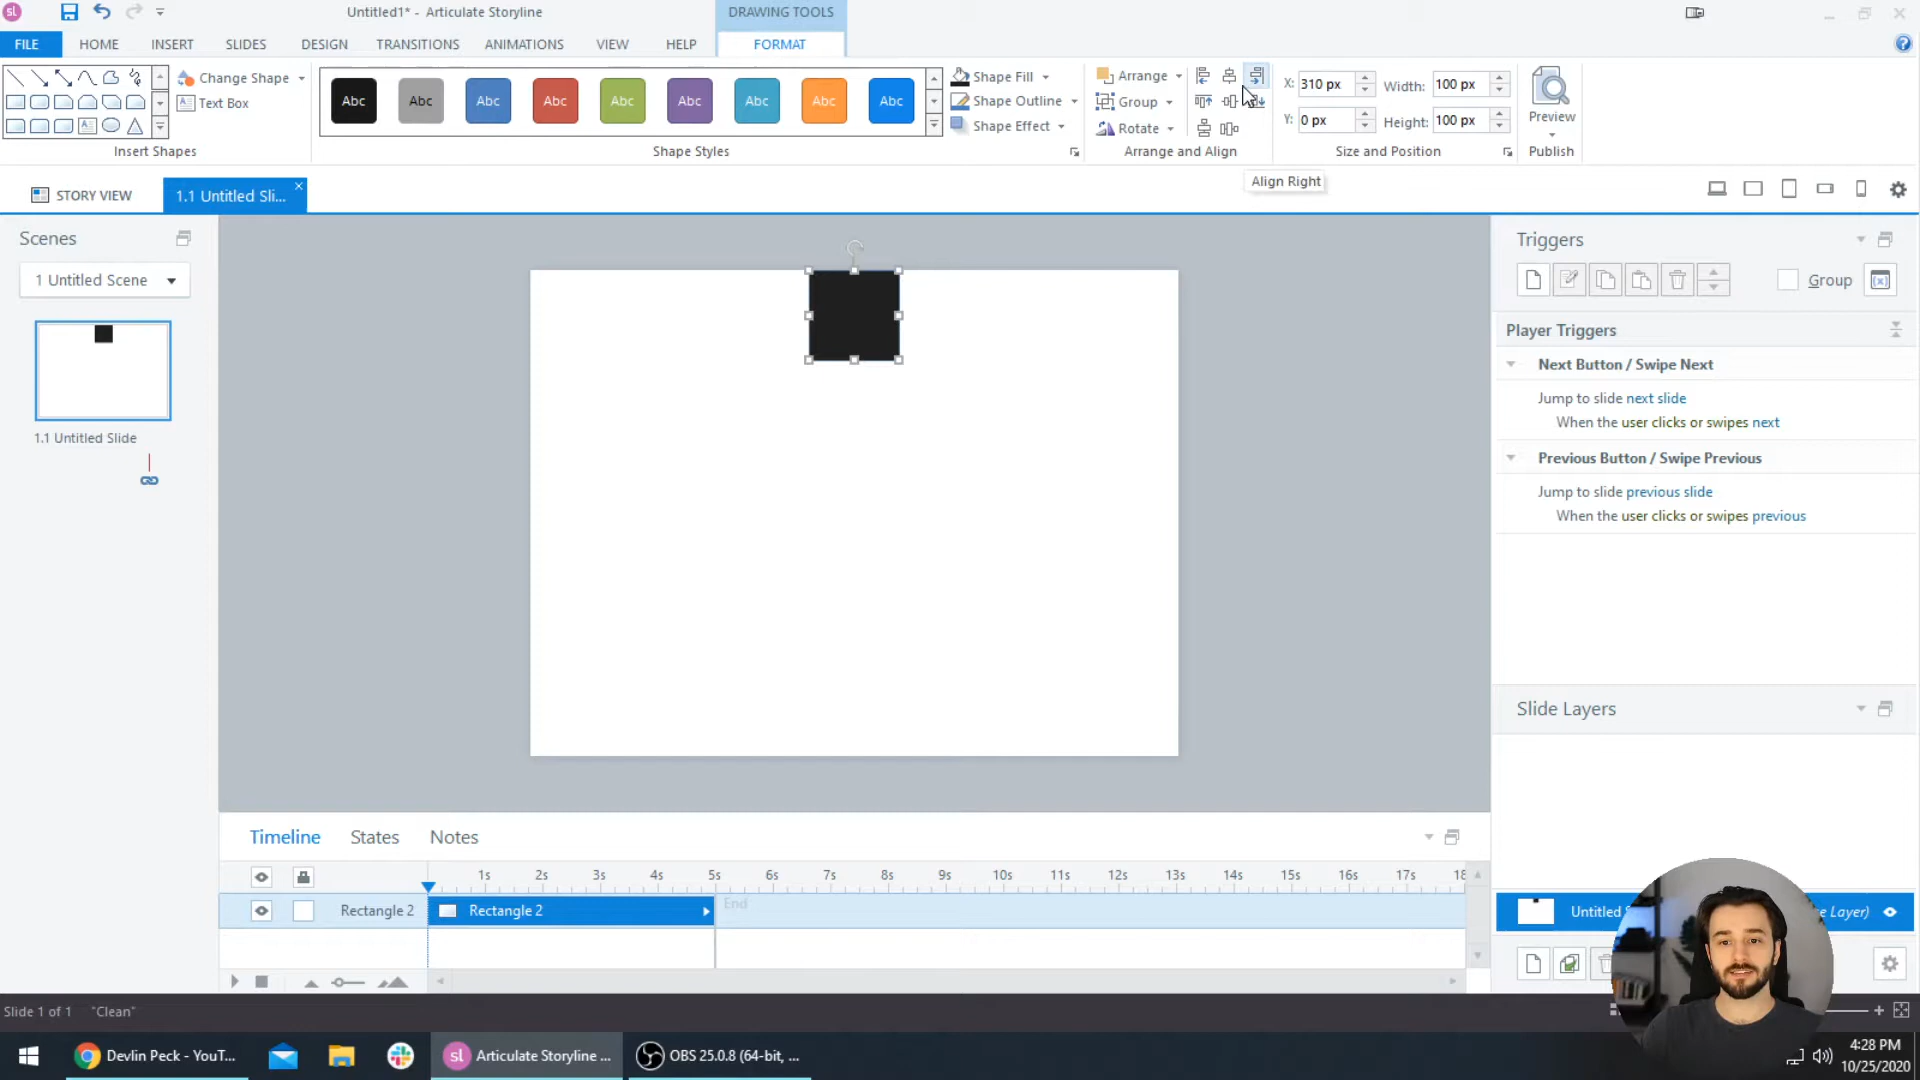 sl
Untitled1* - Articulate Storyline
DRAWING TOOLS
FILE HOME INSERT SLIDES DESIGN TRANSITIONS ANIMATIONS VIEW HELP FORMAT
Change Shape
Text Box
Insert Shapes
Abc Abc Abc Abc Abc Abc Abc Abc Abc
Shape Styles
Shape Fill
Shape Outline
Shape Effect
Arrange
Group
Rotate
Arrange and Align
X: 310 px Width: 100 px
Y: 0 px Height: 100 px
Size and Position
Preview
Publish
Align Right
STORY VIEW
1.1 Untitled Sli...
Scenes
1 Untitled Scene
1.1 Untitled Slide
Triggers
Group
Player Triggers
Next Button / Swipe Next
Jump to slide next slide
When the user clicks or swipes next
Previous Button / Swipe Previous
Jump to slide previous slide
When the user clicks or swipes previous
Slide Layers
Untitled
e Layer)
Timeline States Notes
1s 2s 3s 4s 5s 6s 7s 8s 9s 10s 11s 12s 13s 14s 15s 16s 17s 18
Rectangle 2 Rectangle 2 End
Slide 1 of 1 "Clean"
Devlin Peck - YouT...
sl Articulate Storyline ...
OBS 25.0.8 (64-bit, ...
4:28 PM
10/25/2020